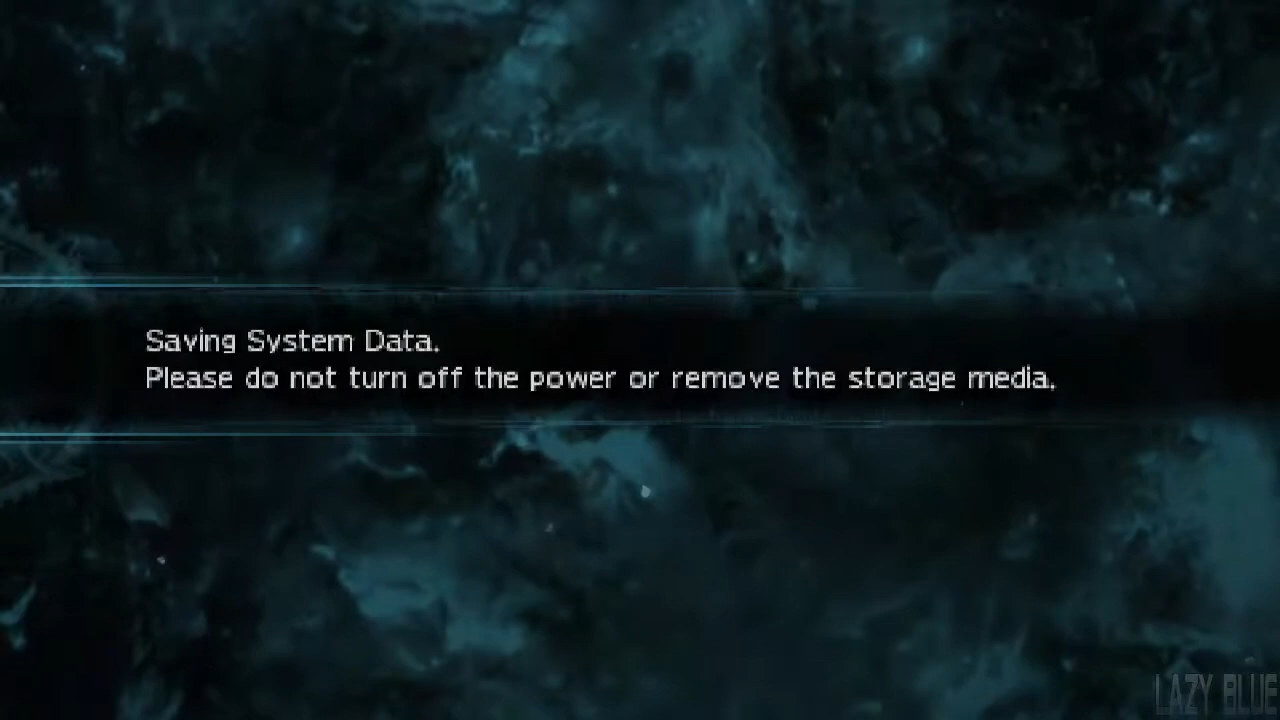 Saving System Data.
Please do not turn off the power or remove the storage media.
LAZY BLUE